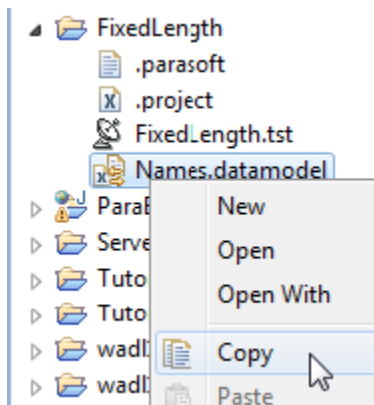 FixedLength
.parasoft
.project
FixedLength.tst
Names.datamodel
New
Open
Open With
Copy
Paste